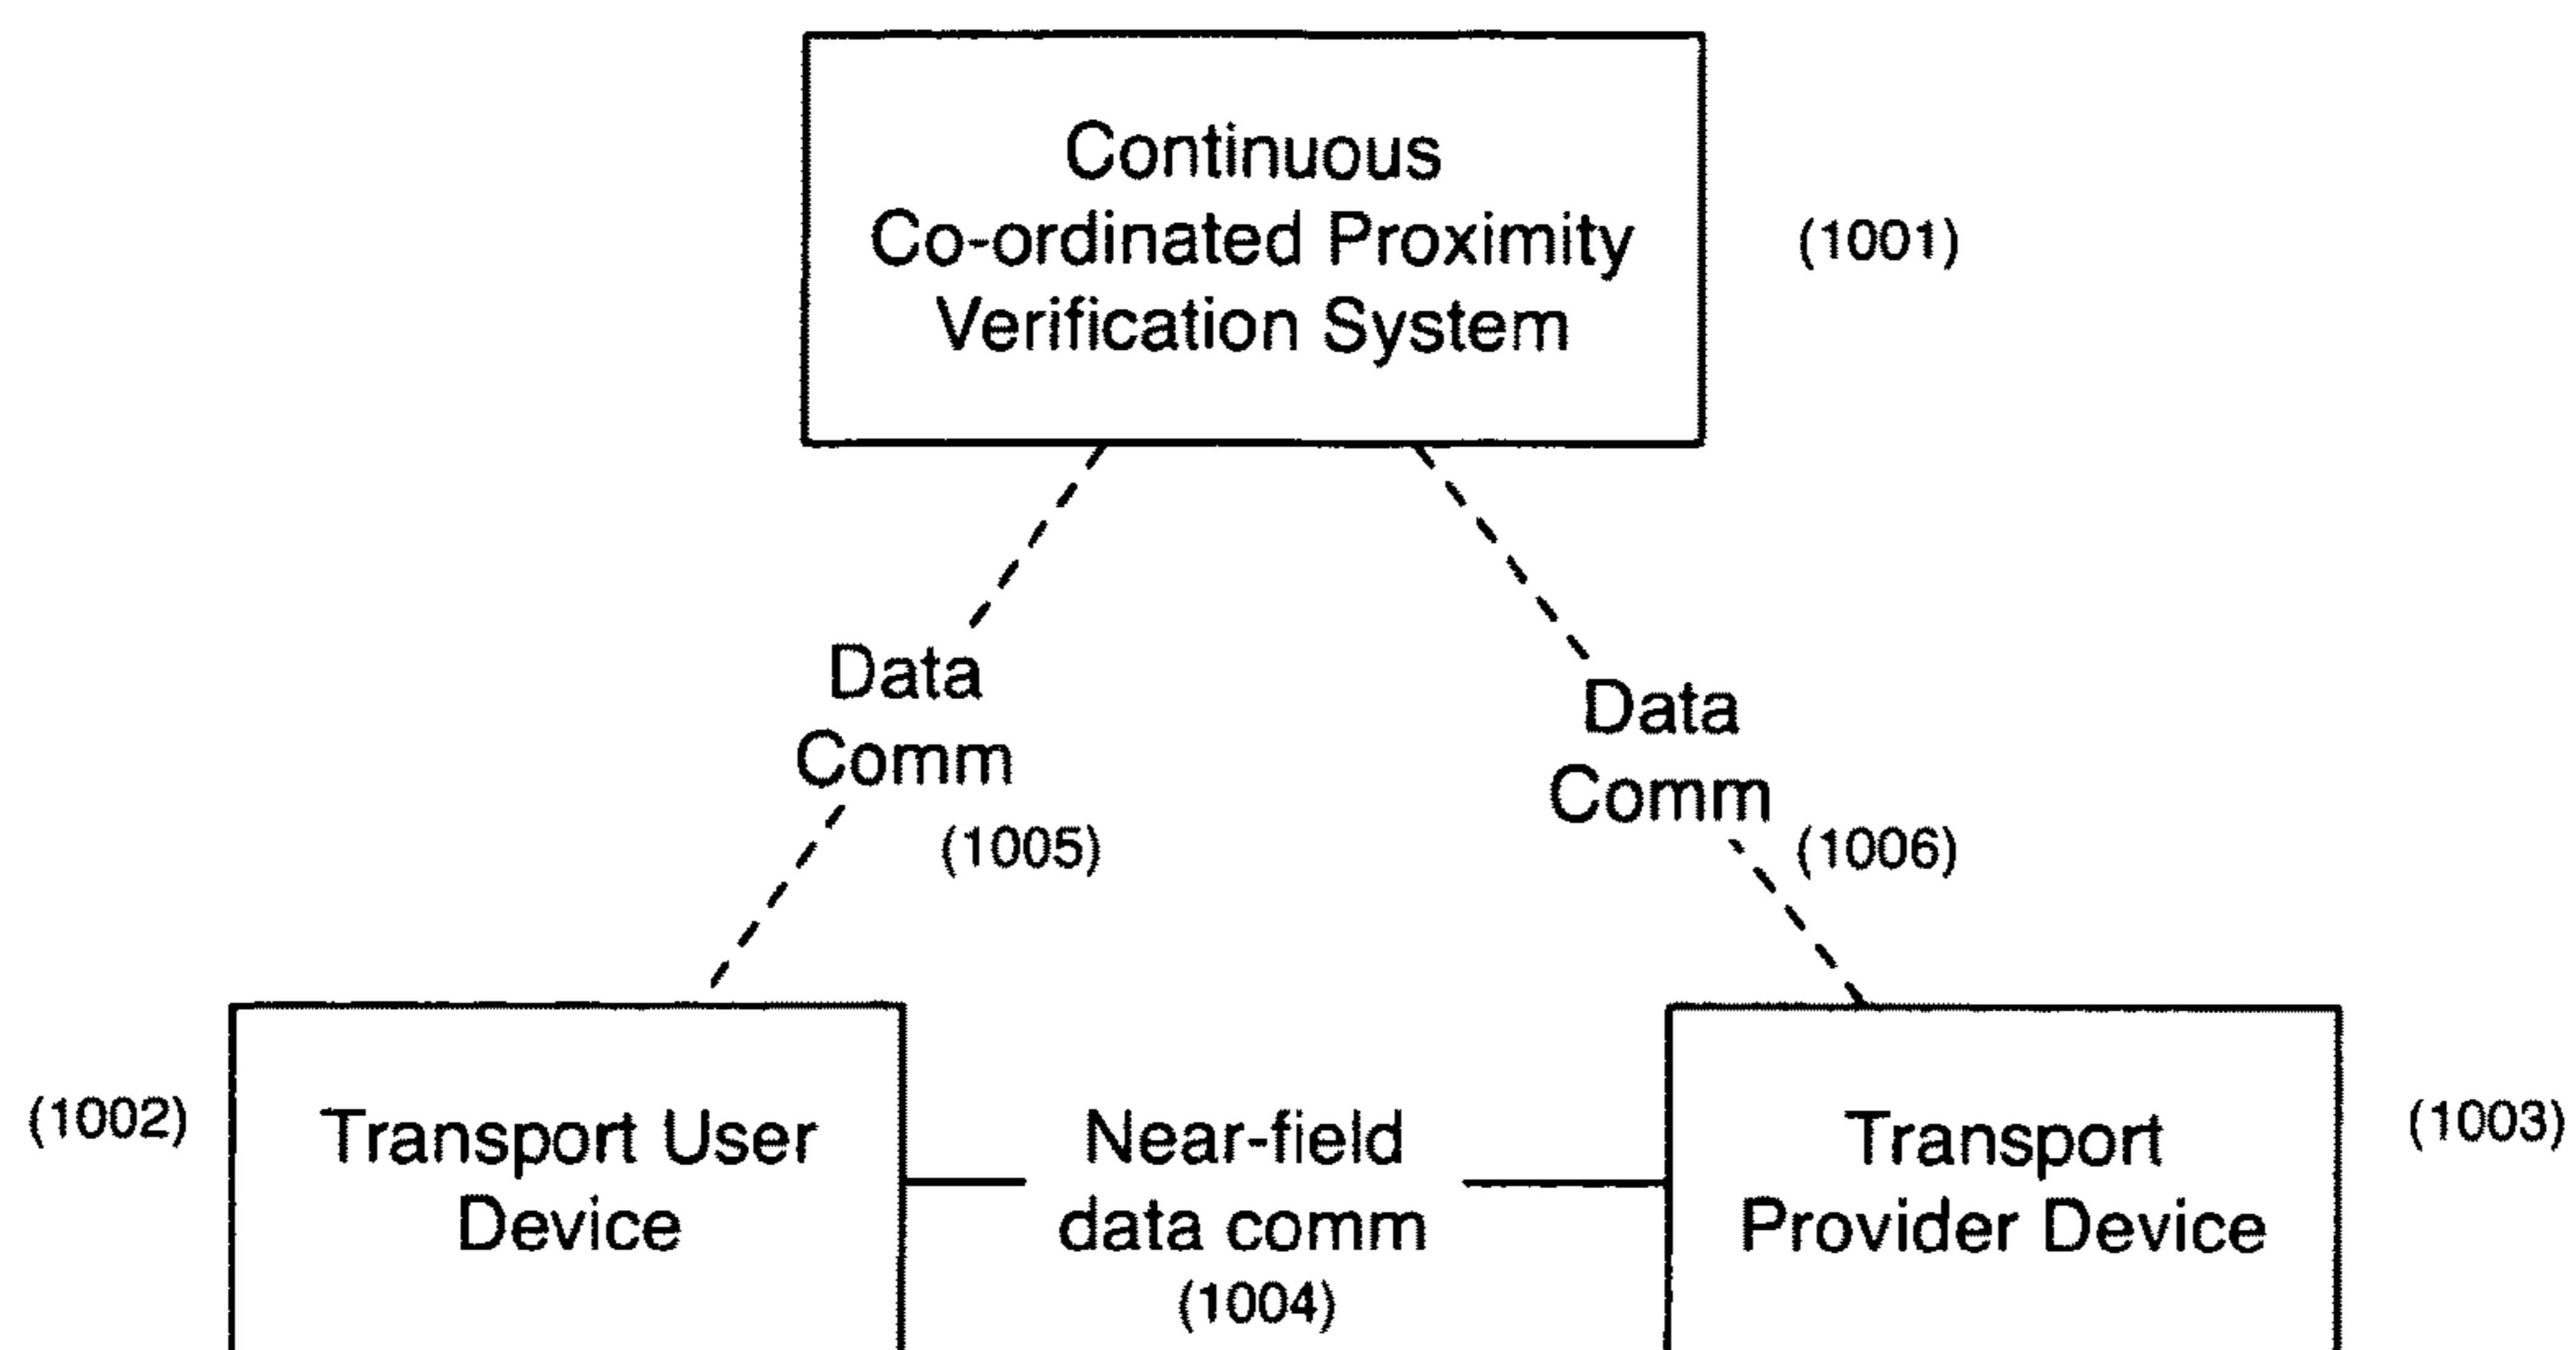 Continuous
Co-ordinated Proximity
Verification System
(1001)
Data
Comm
(1005)
Data
Comm
(1006)
(1002)
Transport User
Device
Near-field
data comm
(1004)
Transport
Provider Device
(1003)